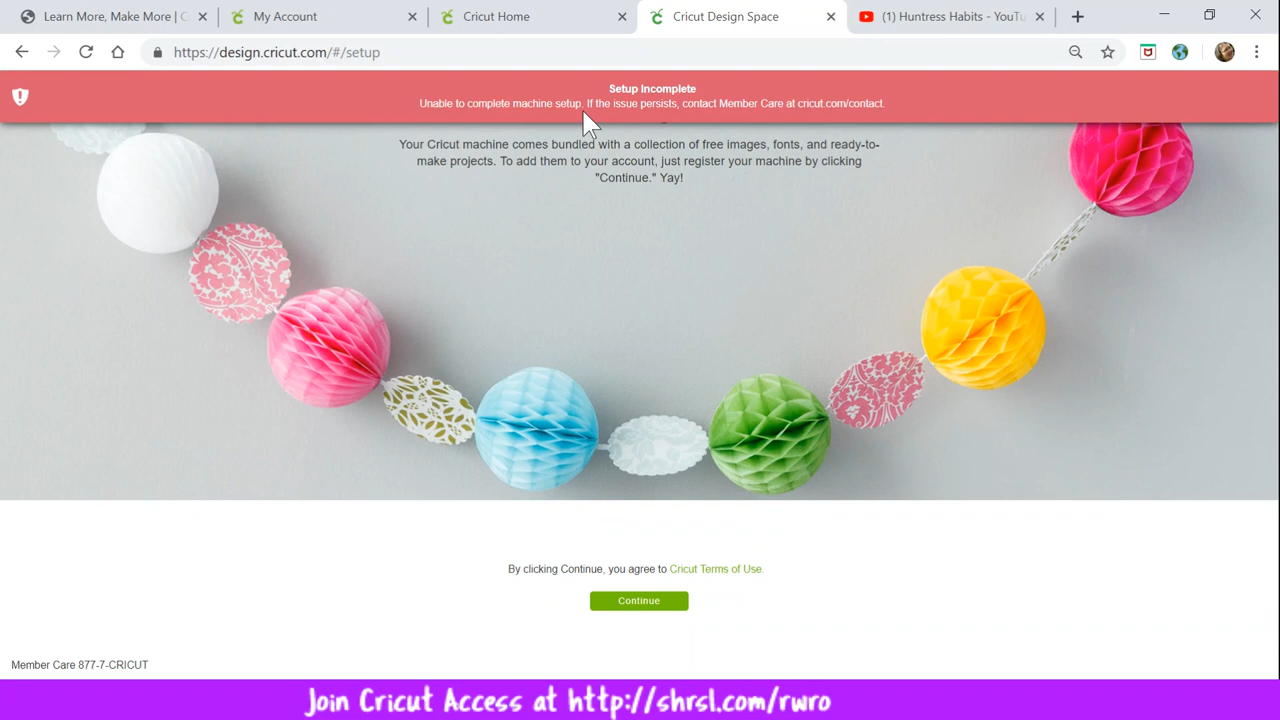 Learn More, Make More | C
My Account
Cricut Home
Cricut Design Space
(1) Huntress Habits - YouTu
https://design.cricut.com/#/setup
Setup Incomplete
Unable to complete machine setup. If the issue persists, contact Member Care at cricut.com/contact.
Your Cricut machine comes bundled with a collection of free images, fonts, and ready-to-
make projects. To add them to your account, just register your machine by clicking
"Continue." Yay!
By clicking Continue, you agree to Cricut Terms of Use.
Continue
Member Care 877-7-CRICUT
Join Cricut Access at http://shrsl.com/rwro